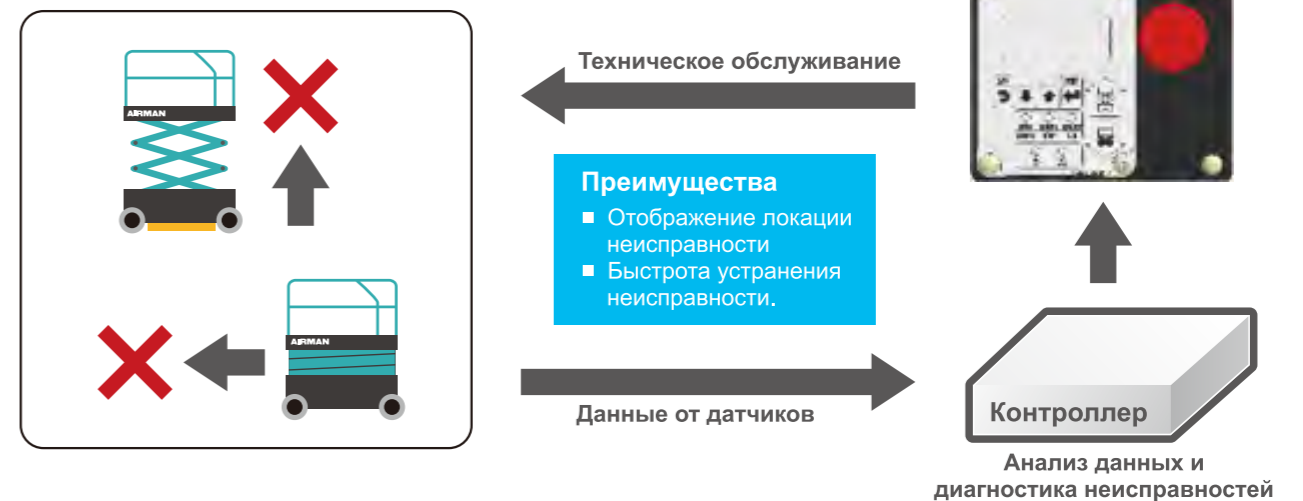 Техническое обслуживание
AIRMAN
Преимущества
■ Отображение локации
неисправности
■ Быстрота устранения
неисправности.
AIRMAN
Данные от датчиков
Контроллер
Анализ данных и
диагностика неисправностей